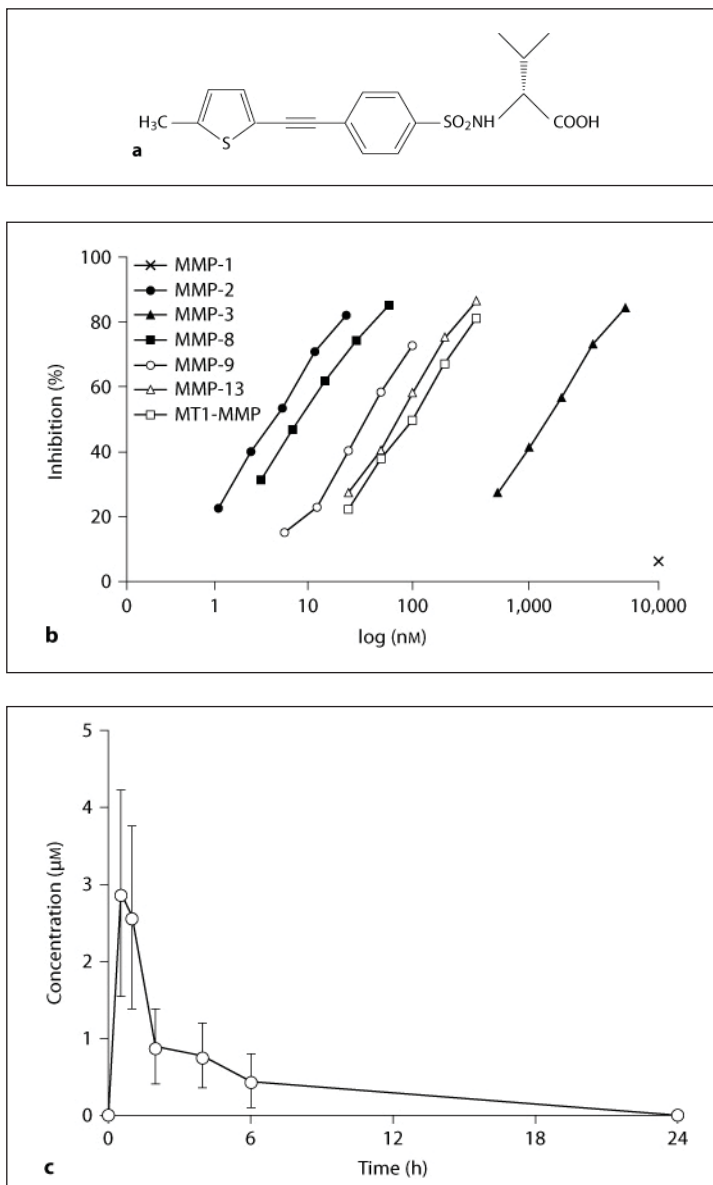 H₃C
S
SO₂NH
COOH
a
100
80
60
40
20
0
Inhibition (%)
MMP-1
MMP-2
MMP-3
MMP-8
MMP-9
MMP-13
MT1-MMP
0 1 10 100 1,000 10,000
log (nM)
b
5
4
3
2
1
0
Concentration (µM)
0 6 12 18 24
Time (h)
c